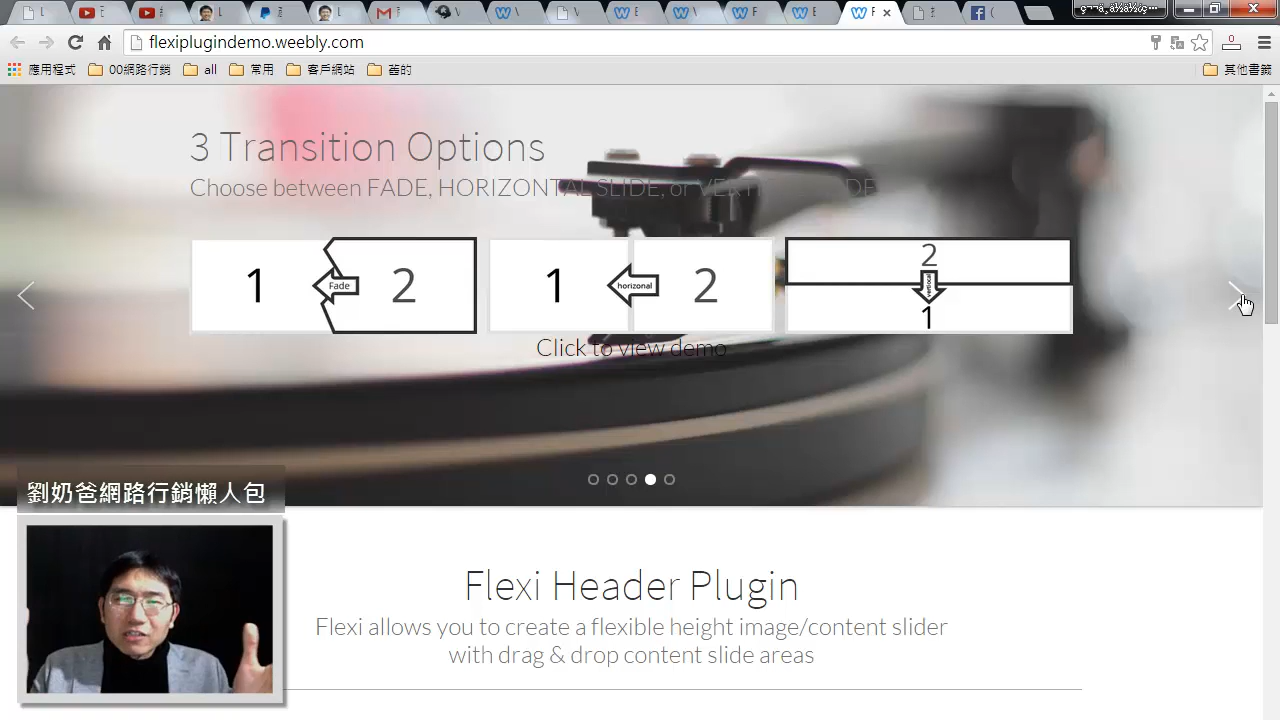 flexiplugindemo.weebly.com
應用程式 00網路行銷 all 常用 客戶網站 舊的 其他書籤
3 Transition Options
Choose between FADE, HORIZONTAL SLIDE, or VERTICAL SLIDE
1 Fade 2 1 horizonal 2
2
vertical
1
Click to view demo
劉奶爸網路行銷懶人包
Flexi Header Plugin
Flexi allows you to create a flexible height image/content slider
with drag & drop content slide areas